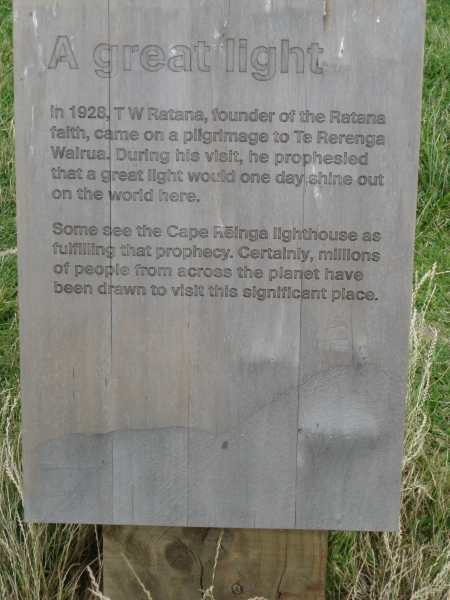 A great light
In 1928, T W Ratana, founder of the Ratana
faith, came on a pilgrimage to Te Rerenga
Wairua. During his visit, he prophesied
that a great light would one day shine out
on the world here.
Some see the Cape Rēinga lighthouse as
fulfilling that prophecy. Certainly, millions
of people from across the planet have
been drawn to visit this significant place.